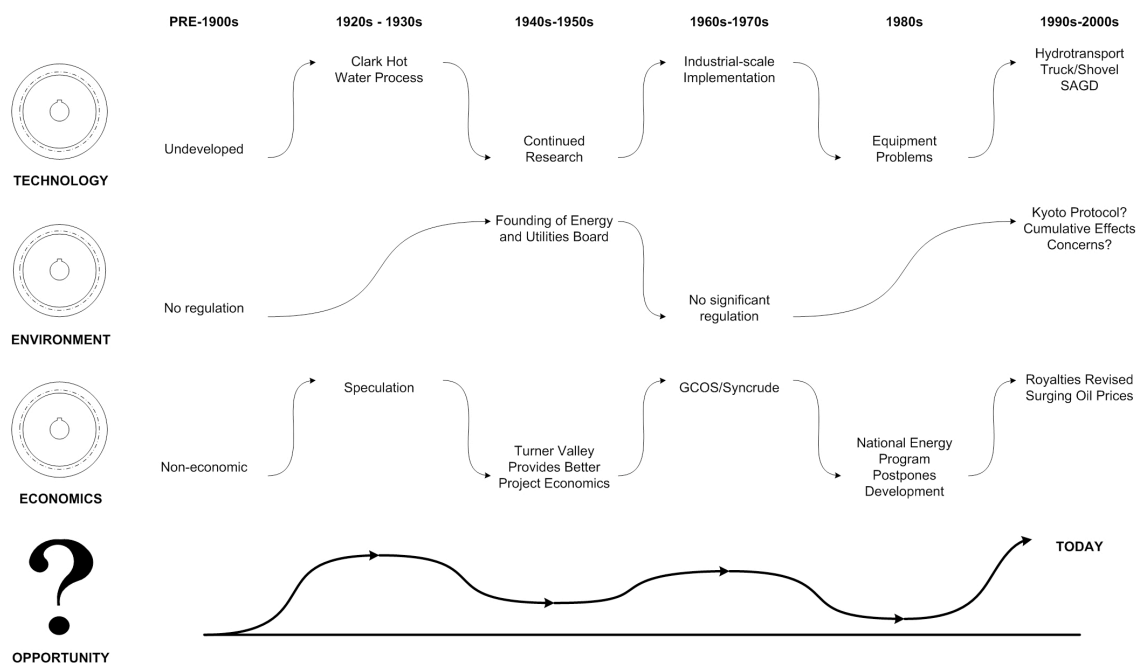 PRE-1900s
1920s - 1930s
1940s-1950s
1960s-1970s
1980s
1990s-2000s
TECHNOLOGY
Undeveloped
Clark Hot
Water Process
Continued
Research
Industrial-scale
Implementation
Equipment
Problems
Hydrotransport
Truck/Shovel
SAGD
ENVIRONMENT
No regulation
Founding of Energy
and Utilities Board
No significant
regulation
Kyoto Protocol?
Cumulative Effects
Concerns?
ECONOMICS
Non-economic
Speculation
Turner Valley
Provides Better
Project Economics
GCOS/Syncrude
National Energy
Program
Postpones
Development
Royalties Revised
Surging Oil Prices
?
OPPORTUNITY
TODAY